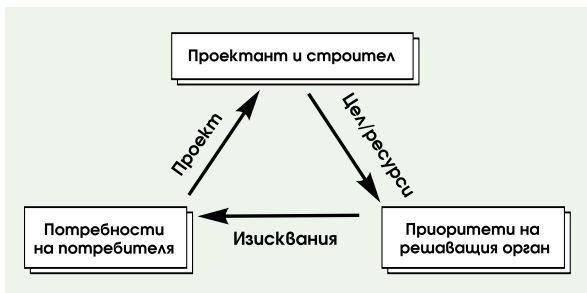 Проектант и строител
Проект
Цел/ресурси
Потребности
на потребителя
Изисквания
Приоритети на
решаващия орган